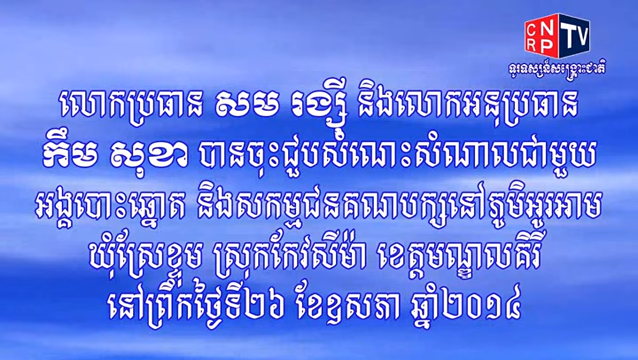 CNRP TV
ទូរទស្សន៍សង្គ្រោះជាតិ
លោកប្រធាន សម រង្ស៊ី និងលោកអនុប្រធាន
កឹម សុខា បានចុះជួបសំណេះសំណាលជាមួយ
អង្គបោះឆ្នោត និងសកម្មជនគណបក្សនៅភូមិអូរអាម
ឃុំស្រែខ្ទុម ស្រុកកែវសីម៉ា ខេត្តមណ្ឌលគិរី
នៅព្រឹកថ្ងៃទី២៦ ខែឧសភា ឆ្នាំ២០១៤